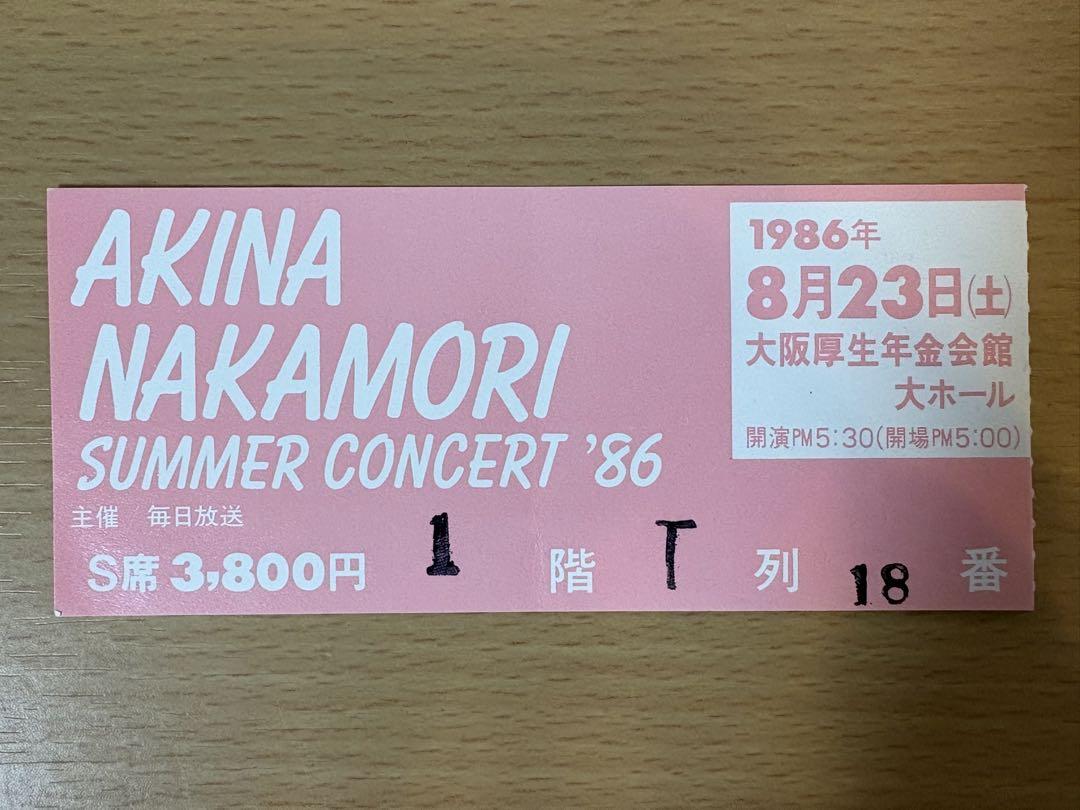 AKINA
NAKAMORI
SUMMER CONCERT '86
1986年
8月23日(土)
大阪厚生年金会館
大ホール
開演PM5:30(開場PM5:00)
主催 毎日放送
S席 3,800円 1 階 T 列 18 番